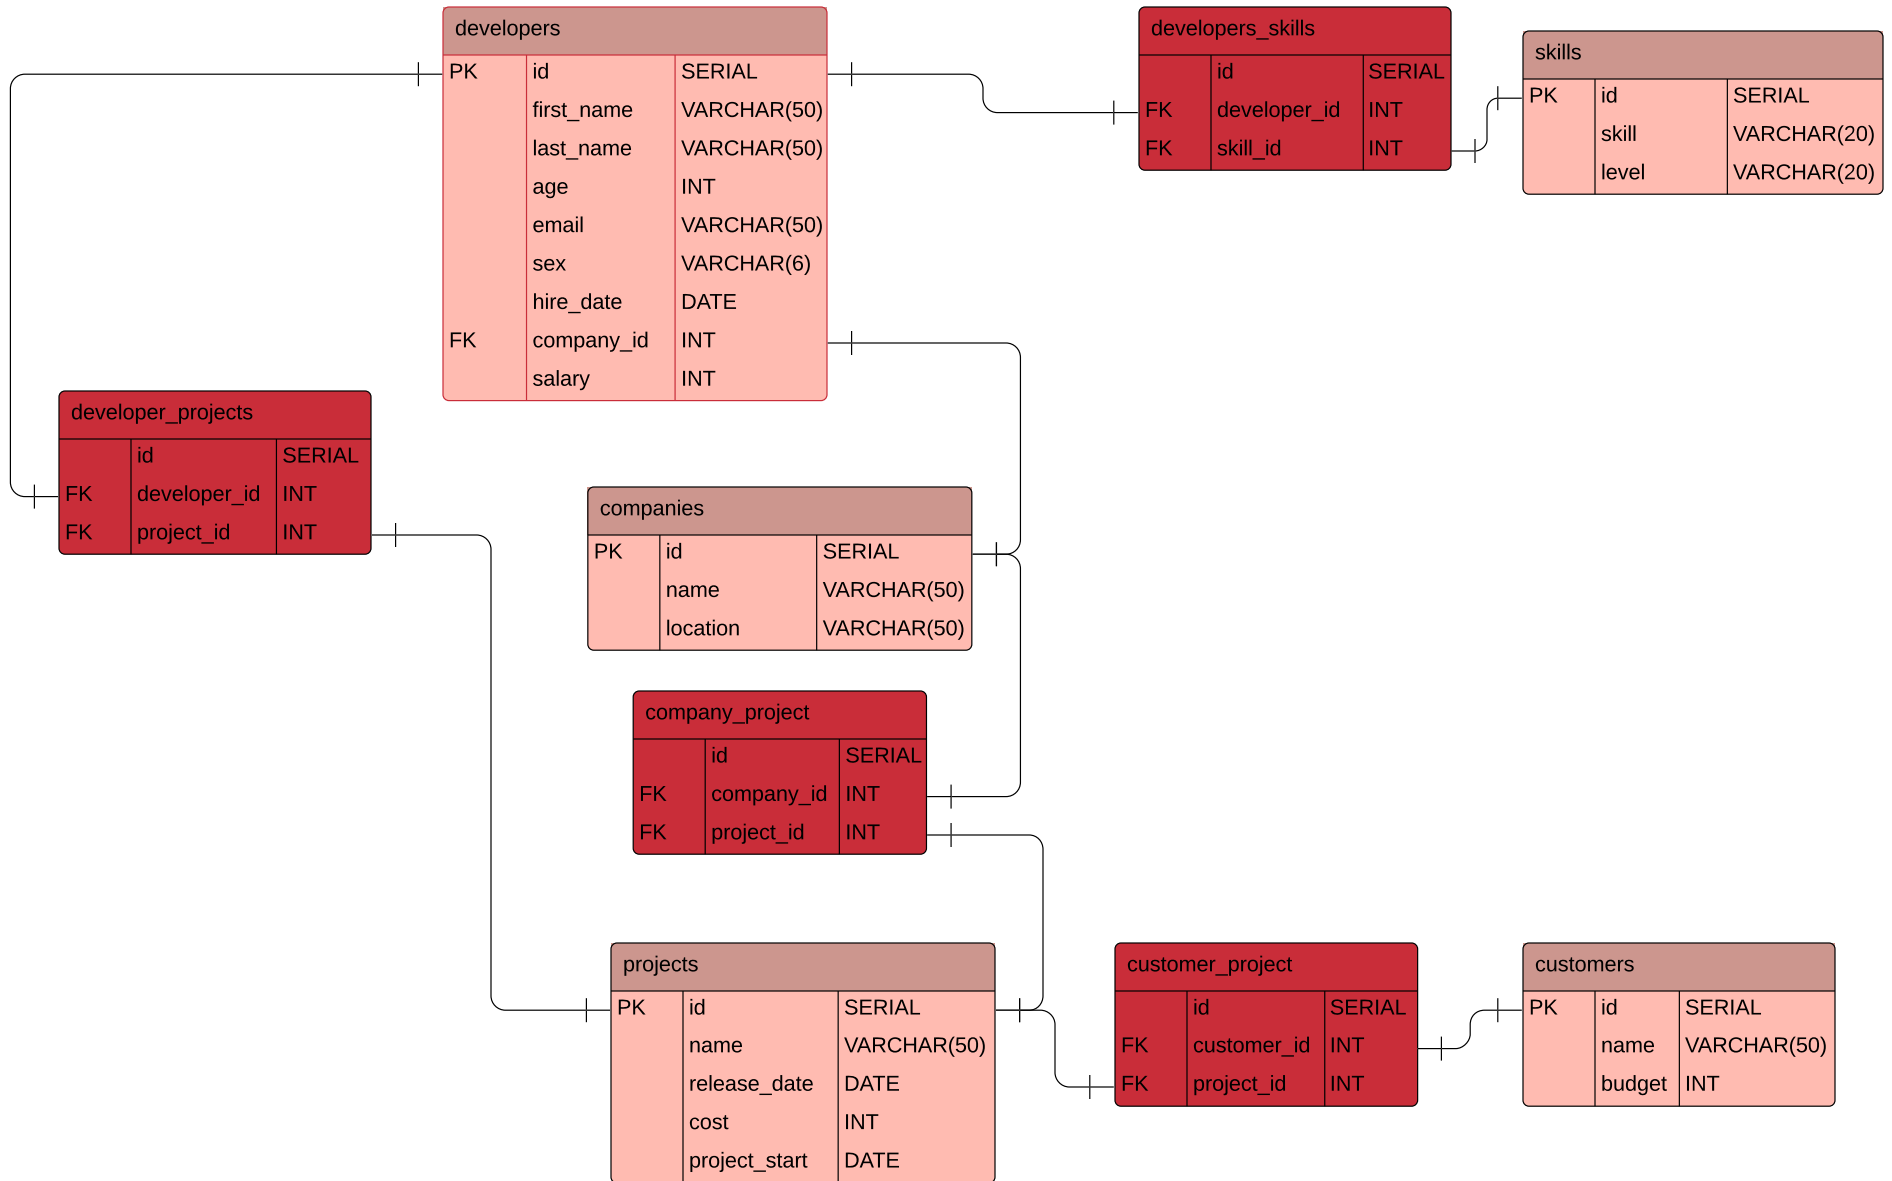 developers
PK id SERIAL
first_name VARCHAR(50)
last_name VARCHAR(50)
age INT
email VARCHAR(50)
sex VARCHAR(6)
hire_date DATE
FK company_id INT
salary INT
developers_skills
id SERIAL
FK developer_id INT
FK skill_id INT
skills
PK id SERIAL
skill VARCHAR(20)
level VARCHAR(20)
developer_projects
id SERIAL
FK developer_id INT
FK project_id INT
companies
PK id SERIAL
name VARCHAR(50)
location VARCHAR(50)
company_project
id SERIAL
FK company_id INT
FK project_id INT
projects
PK id SERIAL
name VARCHAR(50)
release_date DATE
cost INT
project_start DATE
customer_project
id SERIAL
FK customer_id INT
FK project_id INT
customers
PK id SERIAL
name VARCHAR(50)
budget INT